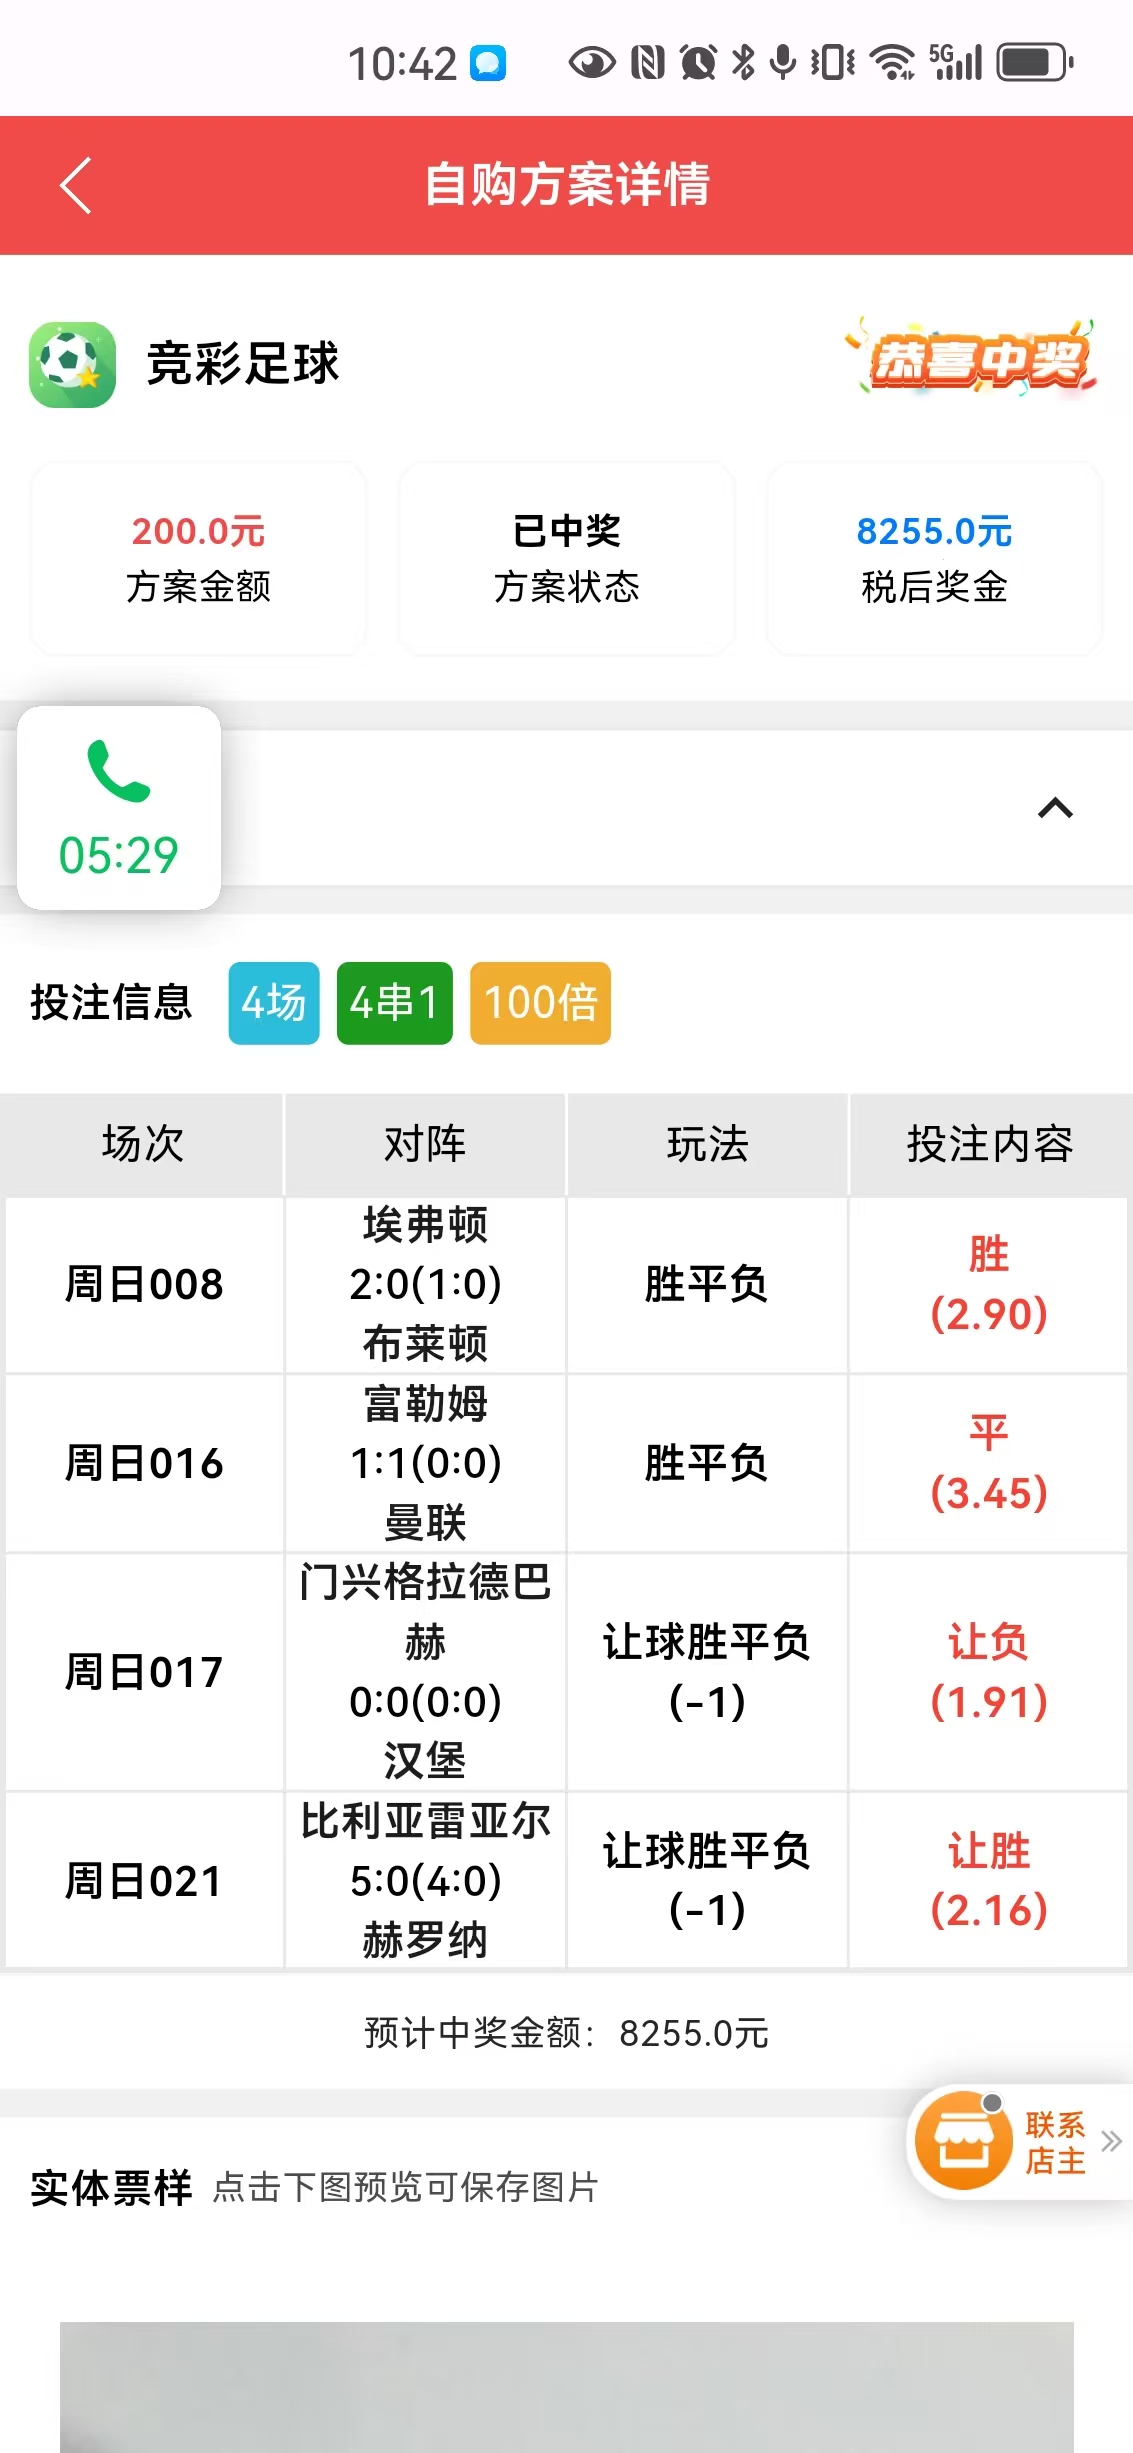 10:42
5G
自购方案详情
竞彩足球
恭喜中奖
200.0元
方案金额
已中奖
方案状态
8255.0元
税后奖金
05:29
投注信息 4场 4串1 100倍
场次 对阵 玩法 投注内容
周日008
埃弗顿
2:0(1:0)
布莱顿
胜平负
胜
(2.90)
周日016
富勒姆
1:1(0:0)
曼联
胜平负
平
(3.45)
周日017
门兴格拉德巴
赫
0:0(0:0)
汉堡
让球胜平负
(-1)
让负
(1.91)
周日021
比利亚雷亚尔
5:0(4:0)
赫罗纳
让球胜平负
(-1)
让胜
(2.16)
预计中奖金额：8255.0元
联系
店主
实体票样 点击下图预览可保存图片